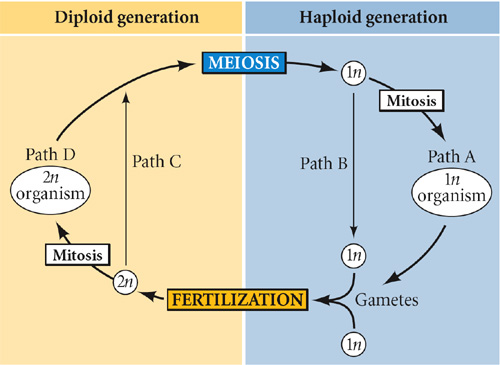 Diploid generation
Haploid generation
MEIOSIS
1n
Mitosis
Path D
2n
organism
Path C
Path B
Path A
1n
organism
Mitosis
2n
1n
FERTILIZATION
Gametes
1n